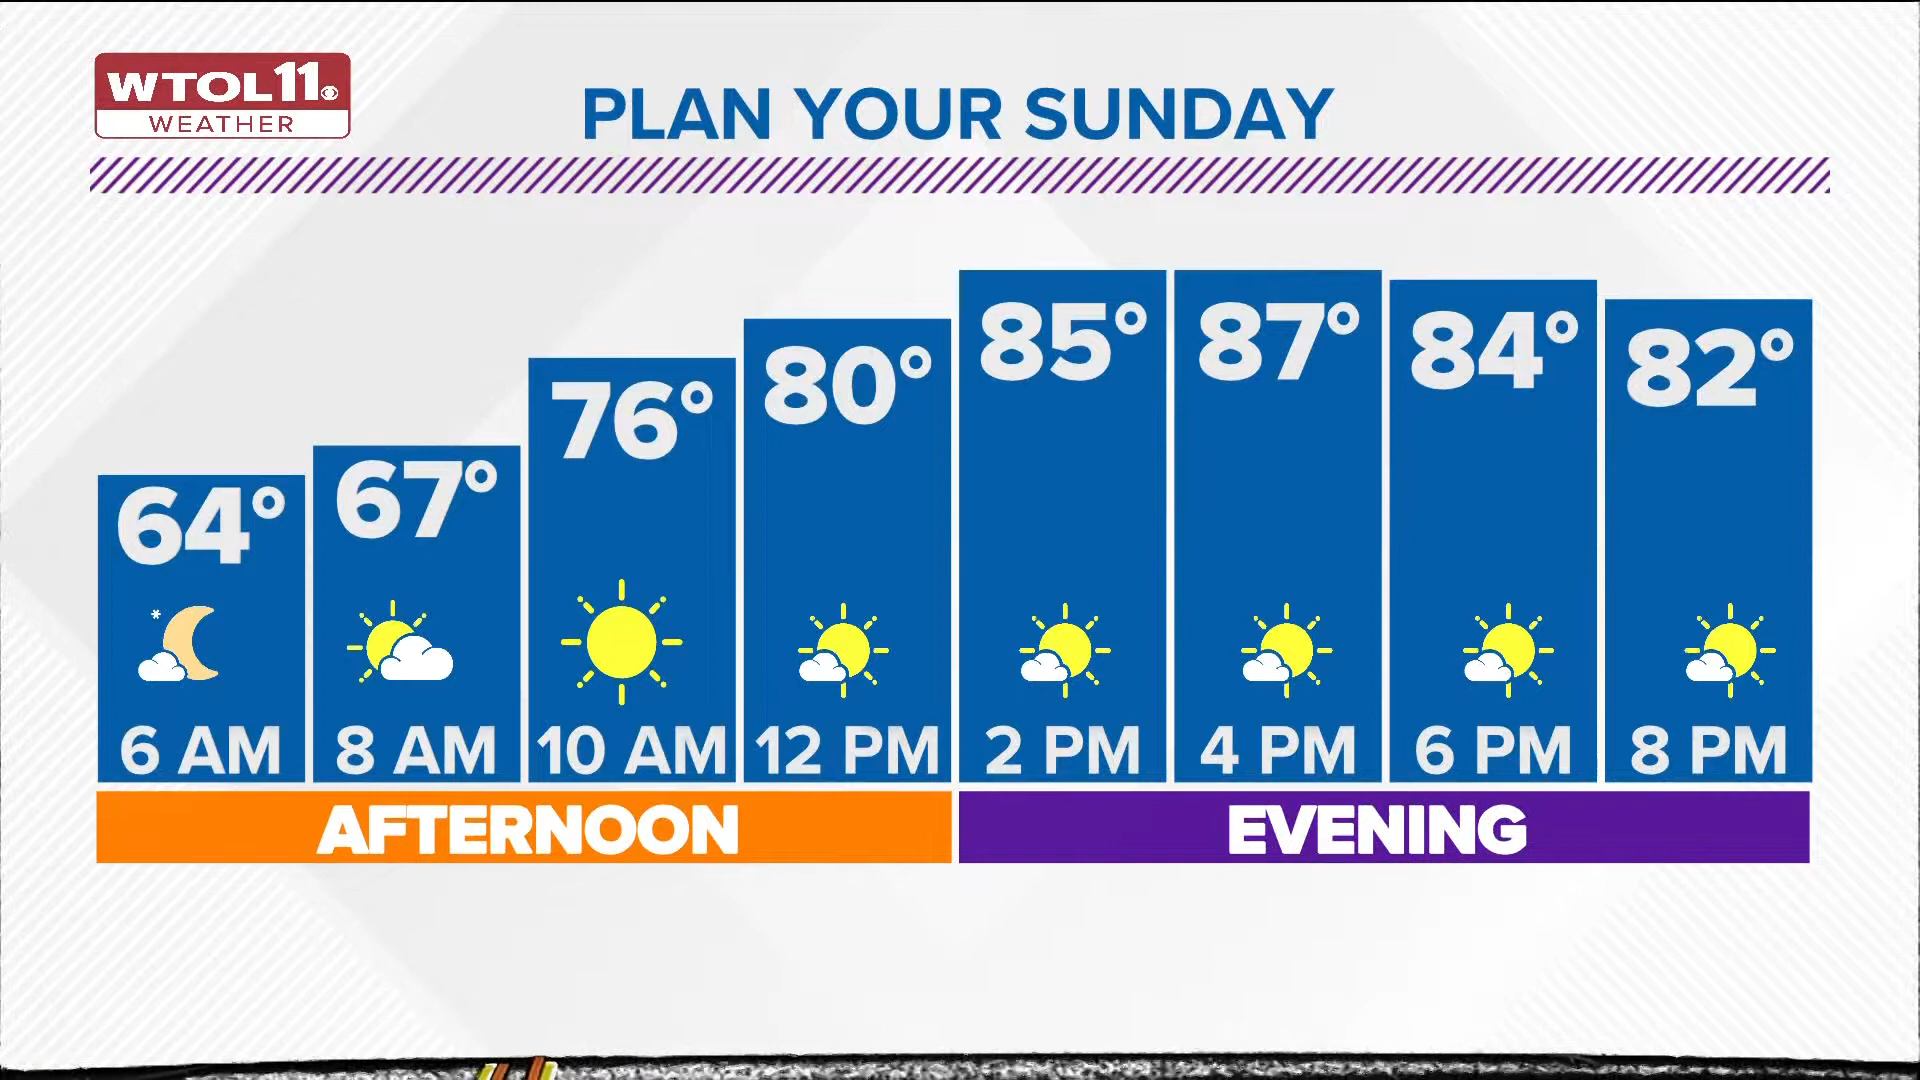 WTOL11
WEATHER
PLAN YOUR SUNDAY
64° 67° 76° 80° 85° 87° 84° 82°
6 AM 8 AM 10 AM 12 PM 2 PM 4 PM 6 PM 8 PM
AFTERNOON EVENING